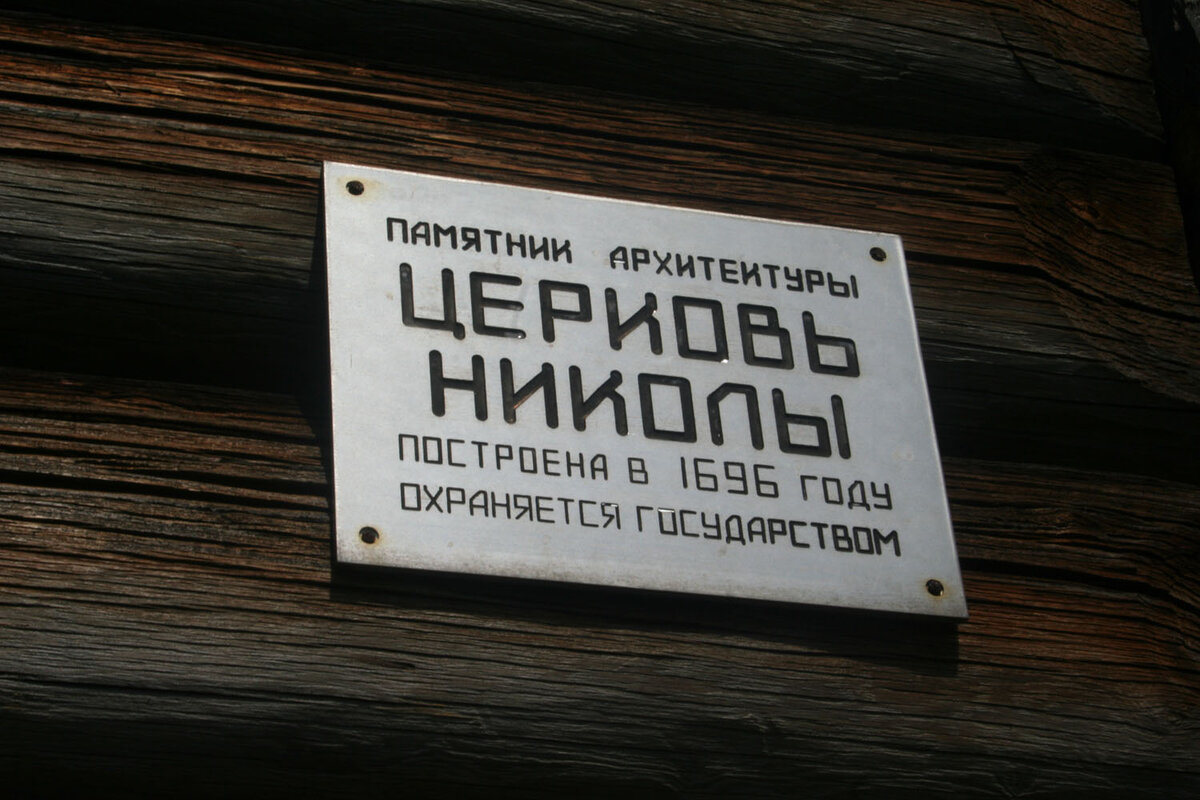 ПАМЯТНИК АРХИТЕКТУРЫ
ЦЕРКОВЬ
НИКОЛЫ
ПОСТРОЕНА В 1696 ГОДУ
ОХРАНЯЕТСЯ ГОСУДАРСТВОМ